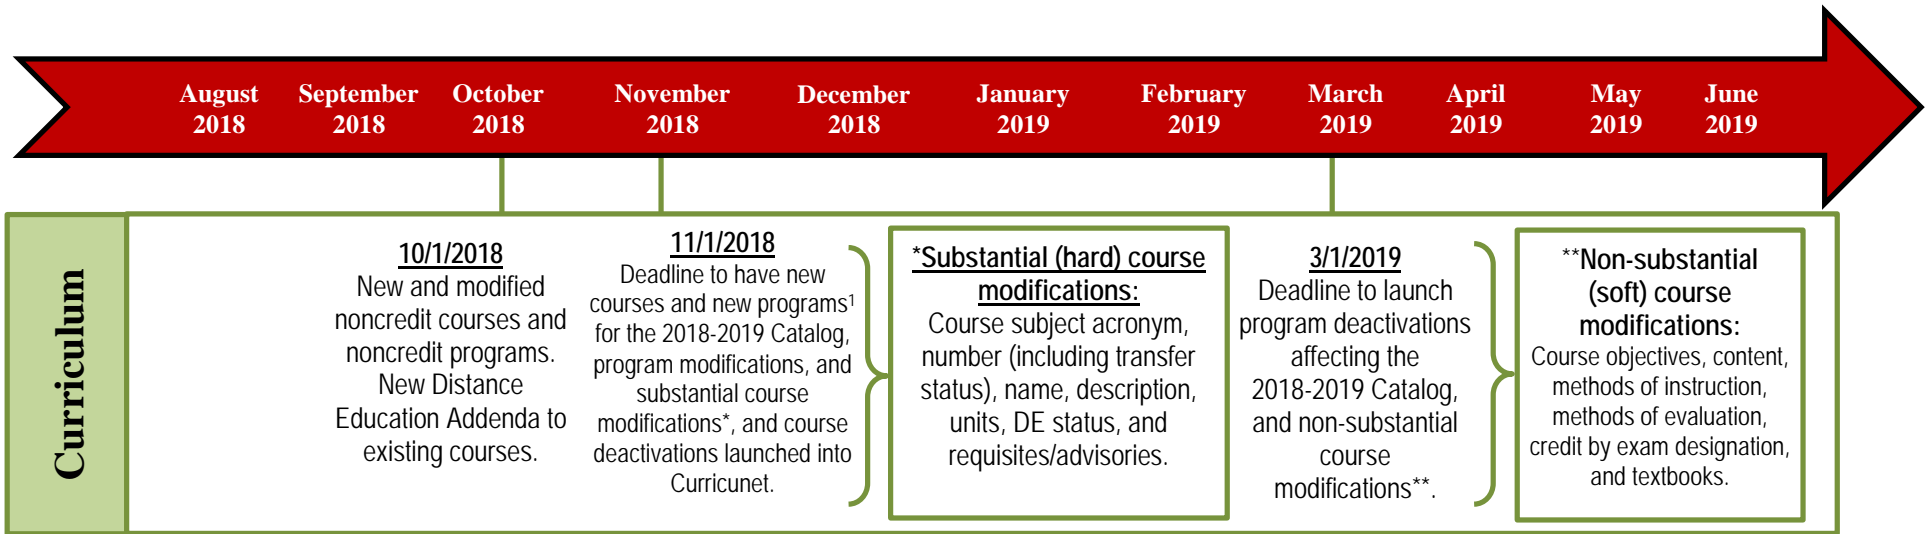 August
2018
September
2018
October
2018
November
2018
December
2018
January
2019
February
2019
March
2019
April
2019
May
2019
June
2019
Curriculum
10/1/2018
New and modified
noncredit courses and
noncredit programs.
New Distance
Education Addenda to
existing courses.
11/1/2018
Deadline to have new
courses and new programs¹
for the 2018-2019 Catalog,
program modifications, and
substantial course
modifications*, and course
deactivations launched into
Curricunet.
*Substantial (hard) course
modifications:
Course subject acronym,
number (including transfer
status), name, description,
units, DE status, and
requisites/advisories.
3/1/2019
Deadline to launch
program deactivations
affecting the
2018-2019 Catalog,
and non-substantial
course
modifications**.
**Non-substantial
(soft) course
modifications:
Course objectives, content,
methods of instruction,
methods of evaluation,
credit by exam designation,
and textbooks.